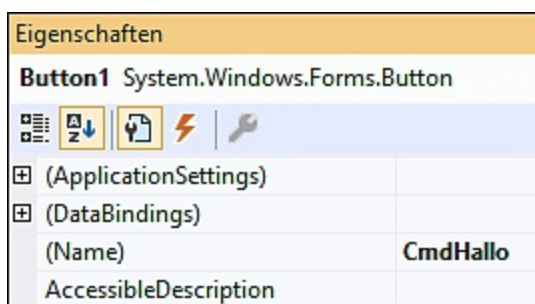 Eigenschaften
Button1 System.Windows.Forms.Button
(ApplicationSettings)
(DataBindings)
(Name) CmdHallo
AccessibleDescription